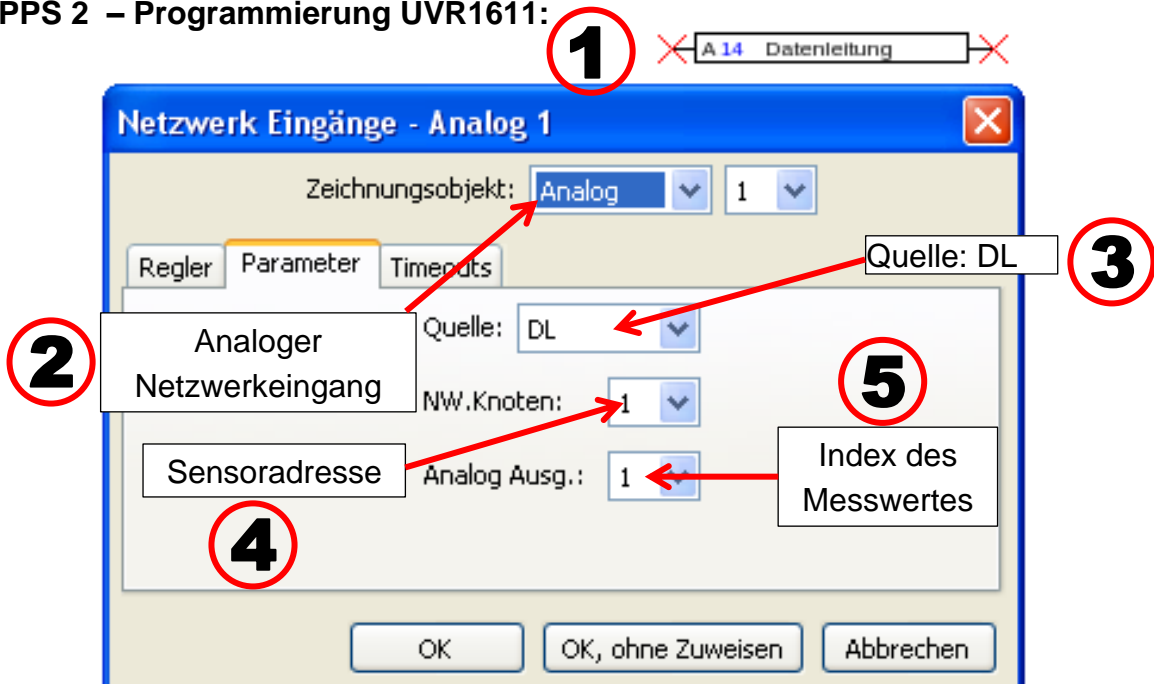 PPS 2 – Programmierung UVR1611:
1
A 14 Datenleitung
Netzwerk Eingänge - Analog 1
Zeichnungsobjekt: Analog 1
Regler Parameter Timeouts
Quelle: DL
3
2
Analoger
Netzwerkeingang
Quelle: DL
NW.Knoten: 1
5
Sensoradresse
Analog Ausg.: 1
Index des
Messwertes
4
OK OK, ohne Zuweisen Abbrechen